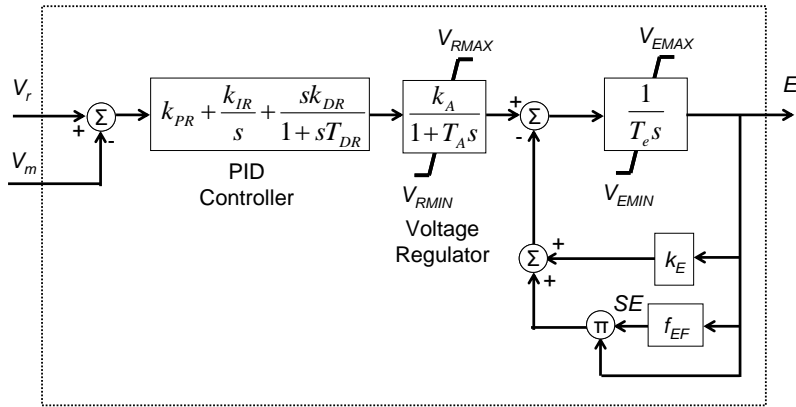 V_RMAX
V_EMAX
V_r
+
Σ
-
V_m
k_PR + k_IR / s + sk_DR / 1 + sT_DR
PID
Controller
k_A / 1 + T_A s
V_RMIN
Voltage
Regulator
+
Σ
-
1 / T_e s
V_EMIN
E
Σ
+
+
k_E
π
SE
f_EF